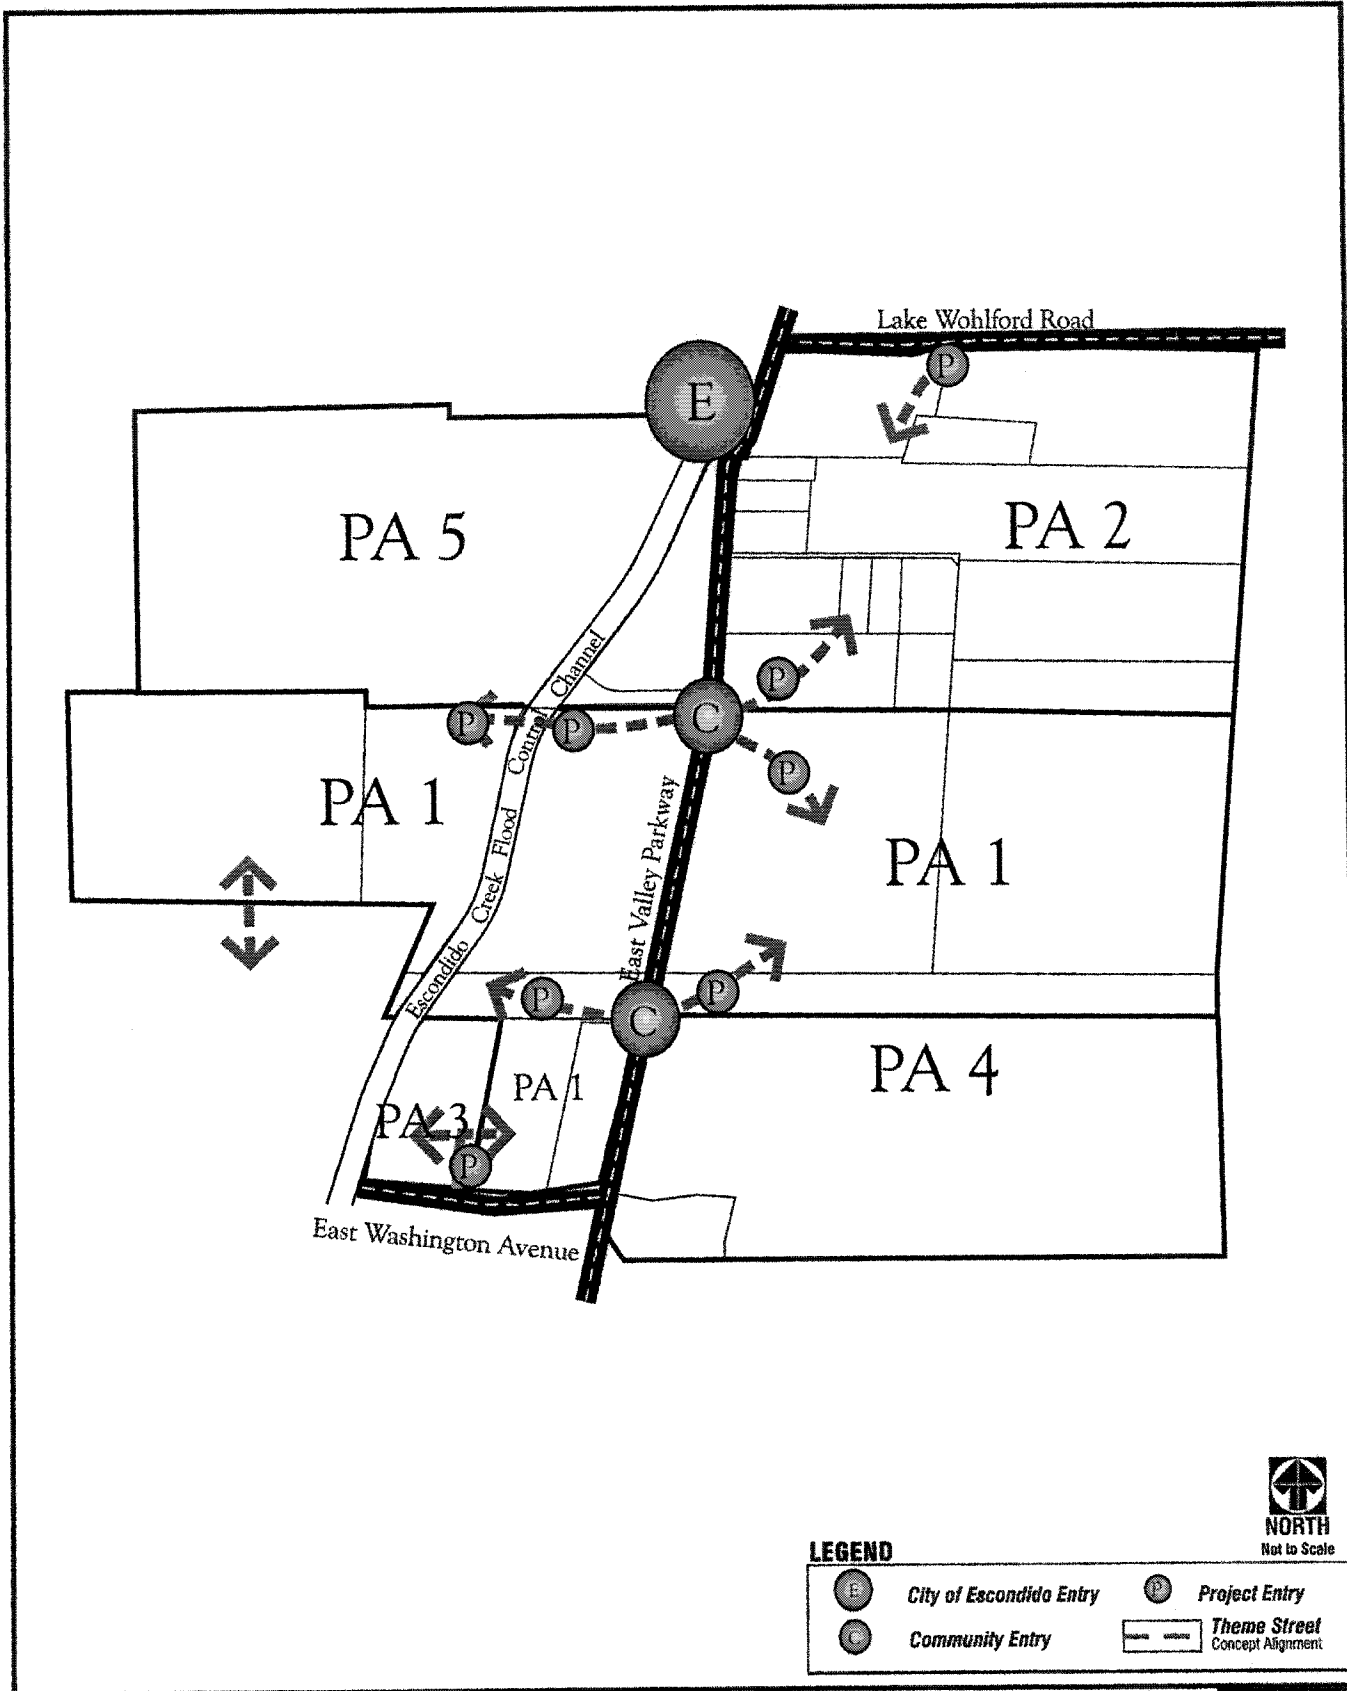 Lake Wohlford Road
P
E
PA 5
PA 2
P
P
P
C
P
PA 1
PA 1
East Valley Parkway
Escondido Creek Flood Control Channel
P
P
C
PA 4
PA 1
PA 3
P
East Washington Avenue
NORTH
Not to Scale
LEGEND
E City of Escondido Entry
P Project Entry
C Community Entry
Theme Street
Concept Alignment